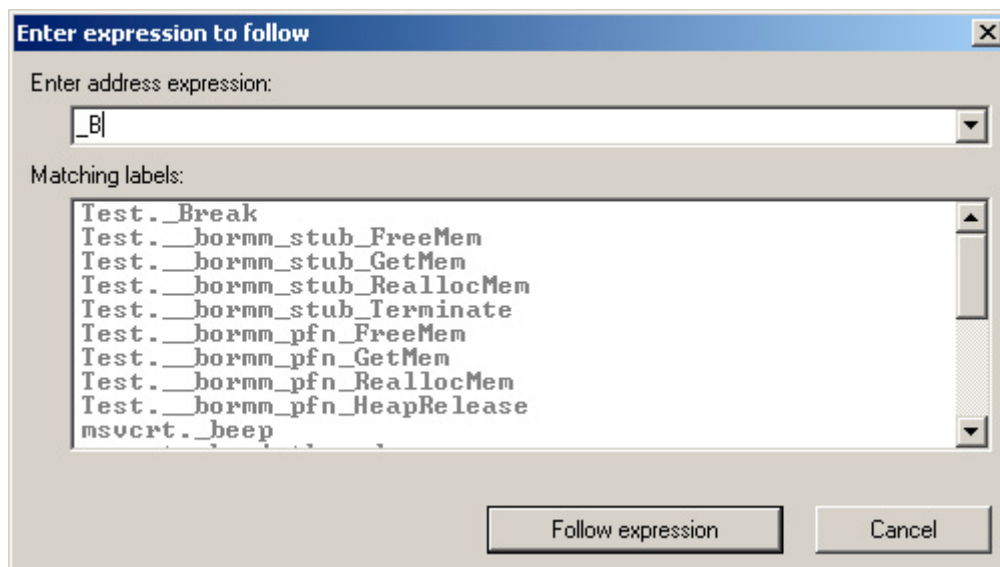 Enter expression to follow
Enter address expression:
_B
Matching labels:
Test._Break
Test.__bormm_stub_FreeMem
Test.__bormm_stub_GetMem
Test.__bormm_stub_ReallocMem
Test.__bormm_stub_Terminate
Test.__bormm_pfn_FreeMem
Test.__bormm_pfn_GetMem
Test.__bormm_pfn_ReallocMem
Test.__bormm_pfn_HeapRelease
msvcrt._beep
Follow expression Cancel